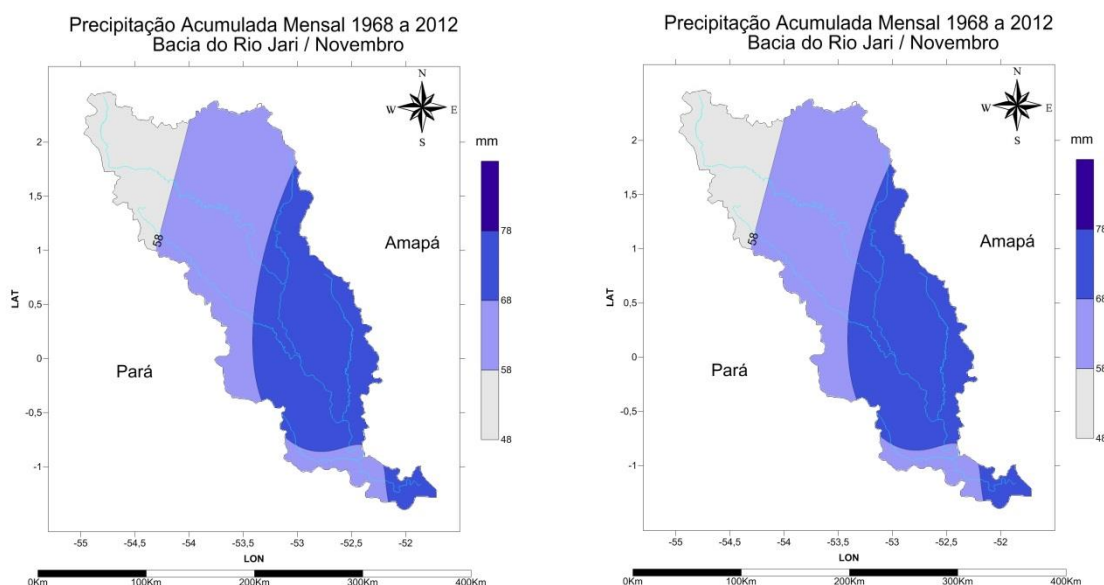 Precipitação Acumulada Mensal 1968 a 2012
Bacia do Rio Jari / Novembro
N
W E
S
mm
78
68
58
48
2
1,5
1
0,5
0
-0,5
-1
LAT
58
Amapá
Pará
-55 -54,5 -54 -53,5 -53 -52,5 -52
LON
0Km 100Km 200Km 300Km 400Km
Precipitação Acumulada Mensal 1968 a 2012
Bacia do Rio Jari / Novembro
N
W E
S
mm
78
68
58
48
2
1,5
1
0,5
0
-0,5
-1
LAT
58
Amapá
Pará
-55 -54,5 -54 -53,5 -53 -52,5 -52
LON
0Km 100Km 200Km 300Km 400Km